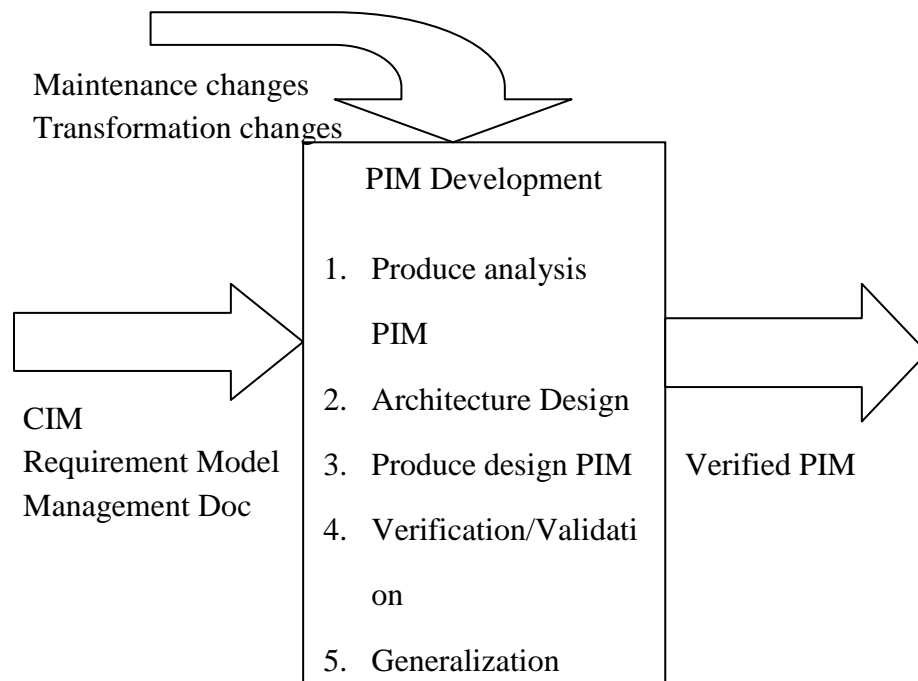 Maintenance changes
Transformation changes
PIM Development
1. Produce analysis
PIM
2. Architecture Design
3. Produce design PIM
4. Verification/Validati
on
5. Generalization
CIM
Requirement Model
Management Doc
Verified PIM